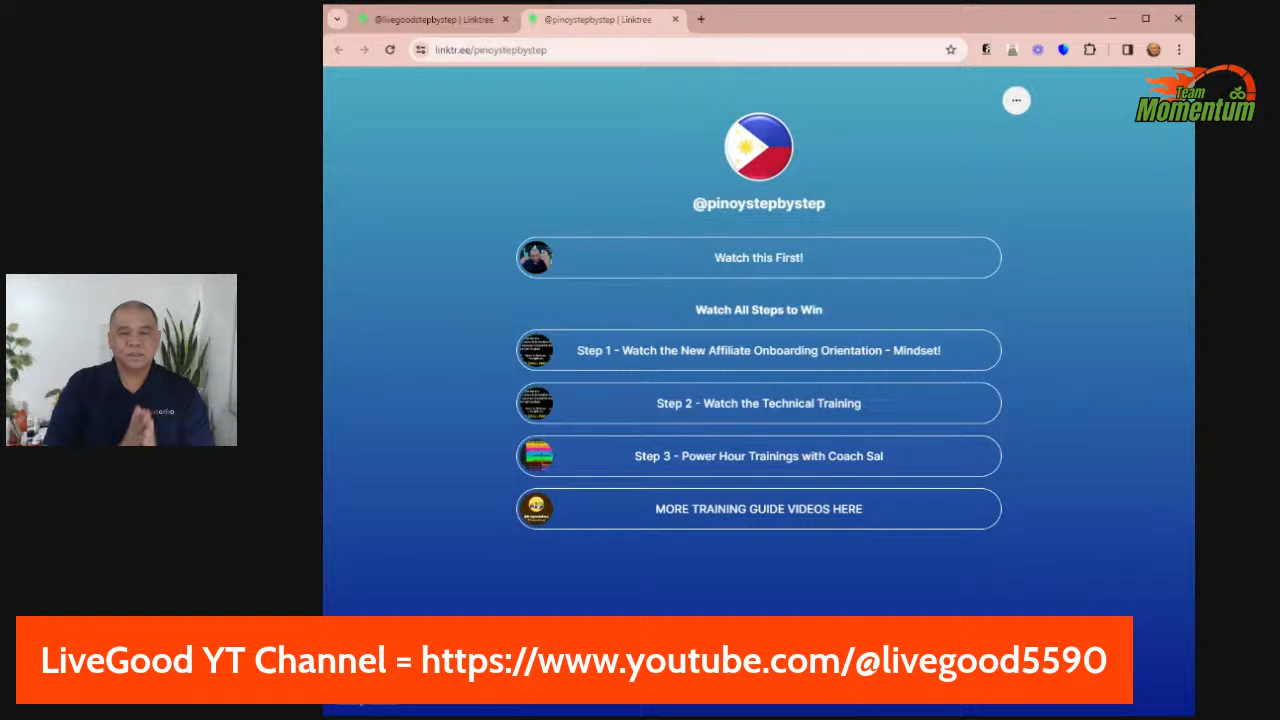 @livegoodstepbystep | Linktree
@pinoystepbystep | Linktree
linktr.ee/pinoystepbystep
Team
Momentum
@pinoystepbystep
Watch this First!
Watch All Steps to Win
Step 1 - Watch the New Affiliate Onboarding Orientation - Mindset!
Step 2 - Watch the Technical Training
Step 3 - Power Hour Trainings with Coach Sal
MORE TRAINING GUIDE VIDEOS HERE
LiveGood YT Channel = https://www.youtube.com/@livegood5590